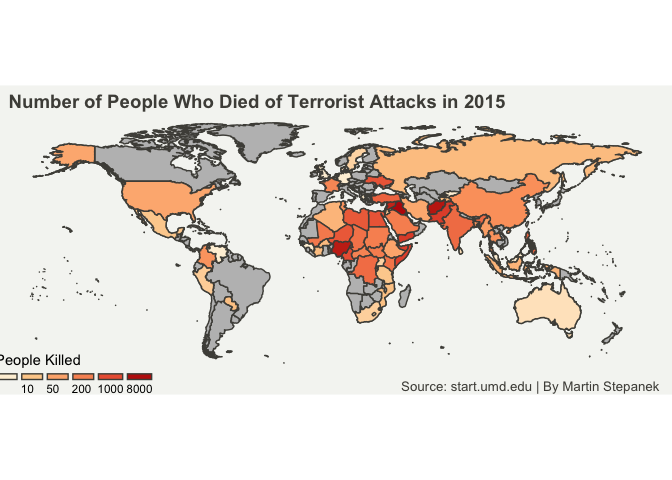 Number of People Who Died of Terrorist Attacks in 2015
People Killed
10 50 200 1000 8000
Source: start.umd.edu | By Martin Stepanek